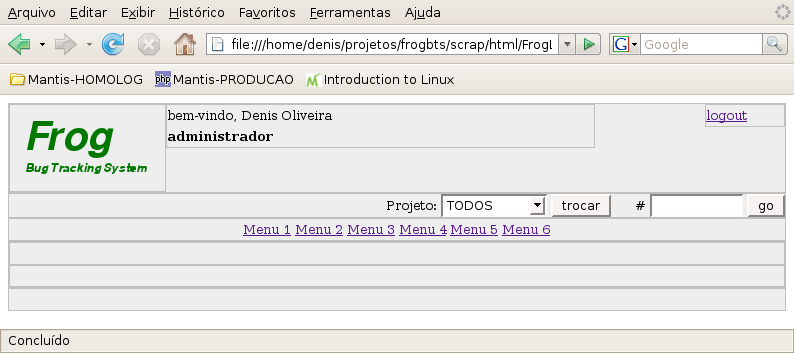 Arquivo Editar Exibir Histórico Favoritos Ferramentas Ajuda
file:///home/denis/projetos/frogbts/scrap/html/Frogl
G Google
Mantis-HOMOLOG php Mantis-PRODUCAO Introduction to Linux
Frog
Bug Tracking System
bem-vindo, Denis Oliveira
administrador
logout
Projeto: TODOS trocar # go
Menu 1 Menu 2 Menu 3 Menu 4 Menu 5 Menu 6
Concluído